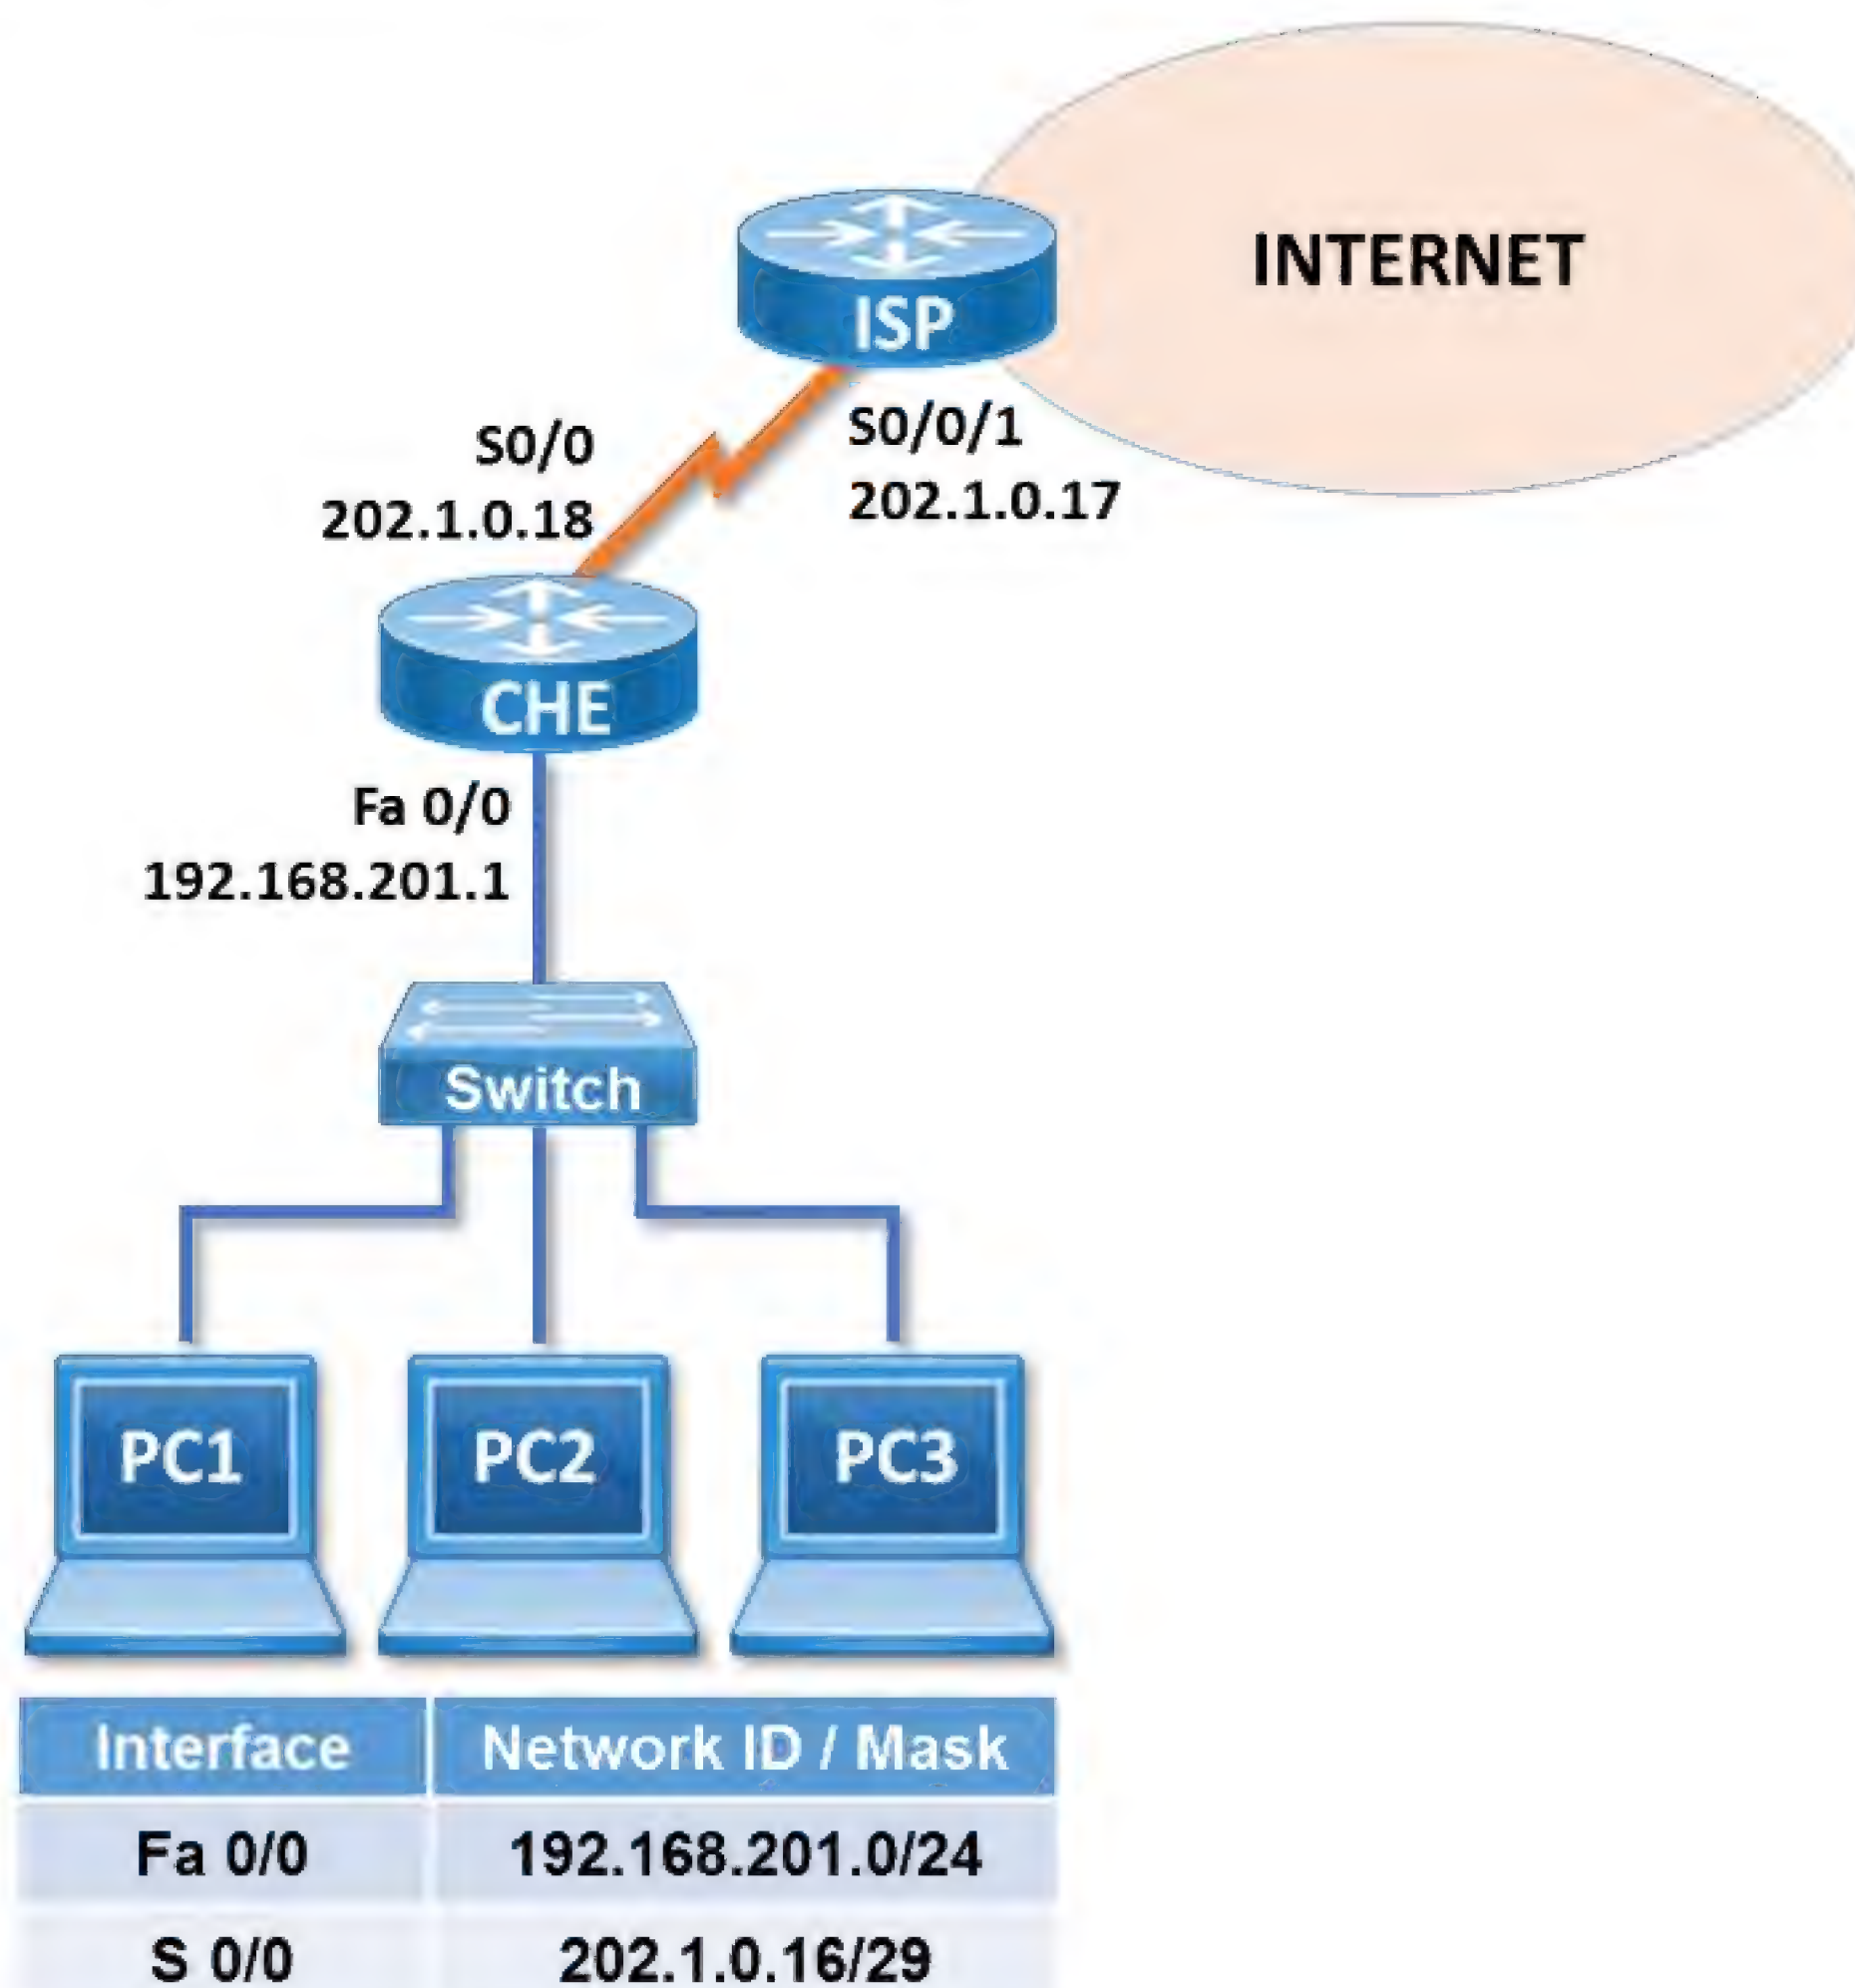 INTERNET
ISP
S0/0
202.1.0.18
S0/0/1
202.1.0.17
CHE
Fa 0/0
192.168.201.1
Switch
PC1 PC2 PC3
Interface Network ID / Mask
Fa 0/0 192.168.201.0/24
S 0/0 202.1.0.16/29